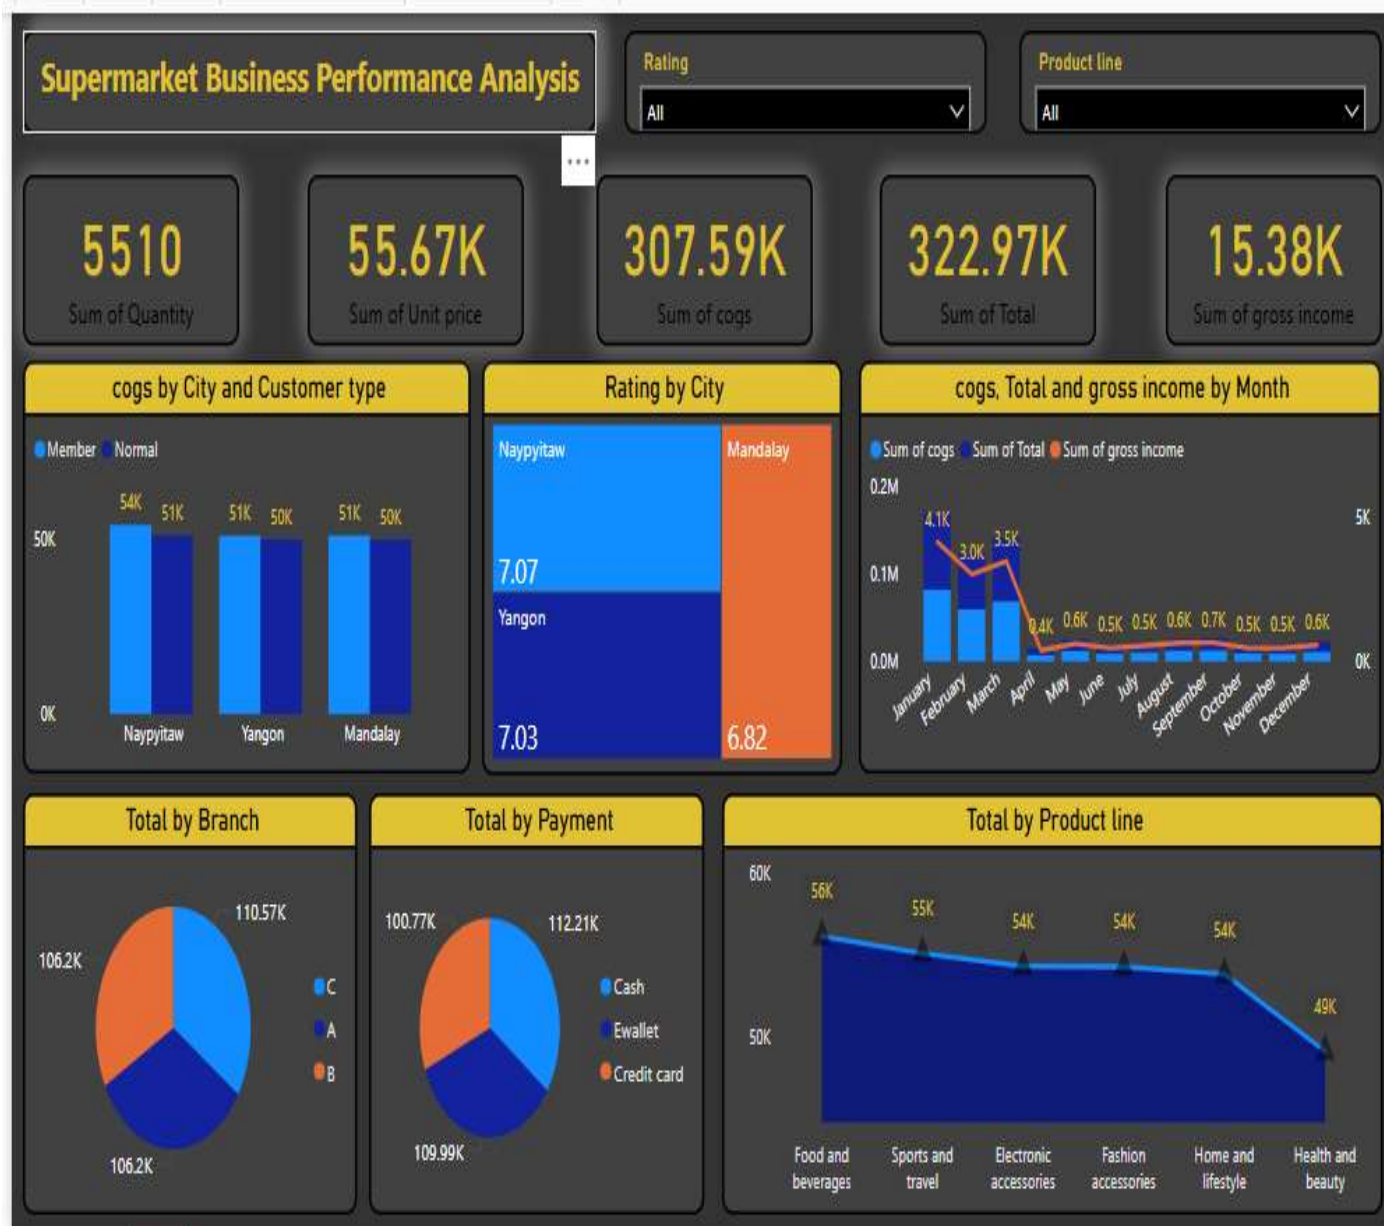 Supermarket Business Performance Analysis
Rating
All
Product line
All
5510
Sum of Quantity
55.67K
Sum of Unit price
307.59K
Sum of cogs
322.97K
Sum of Total
15.38K
Sum of gross income
cogs by City and Customer type
Member Normal
54K 51K 51K 50K 51K 50K
50K
0K
Naypyitaw Yangon Mandalay
Rating by City
Naypyitaw
7.07
Yangon
7.03
Mandalay
6.82
cogs, Total and gross income by Month
Sum of cogs Sum of Total Sum of gross income
0.2M
0.1M
0.0M
4.1K 3.0K 3.5K 0.4K 0.6K 0.5K 0.5K 0.6K 0.7K 0.5K 0.5K 0.6K
5K
0K
January February March April May June July August September October November December
Total by Branch
110.57K
106.2K
106.2K
C
A
B
Total by Payment
100.77K
112.21K
109.99K
Cash
Ewallet
Credit card
Total by Product line
60K
50K
56K 55K 54K 54K 54K 49K
Food and beverages
Sports and travel
Electronic accessories
Fashion accessories
Home and lifestyle
Health and beauty